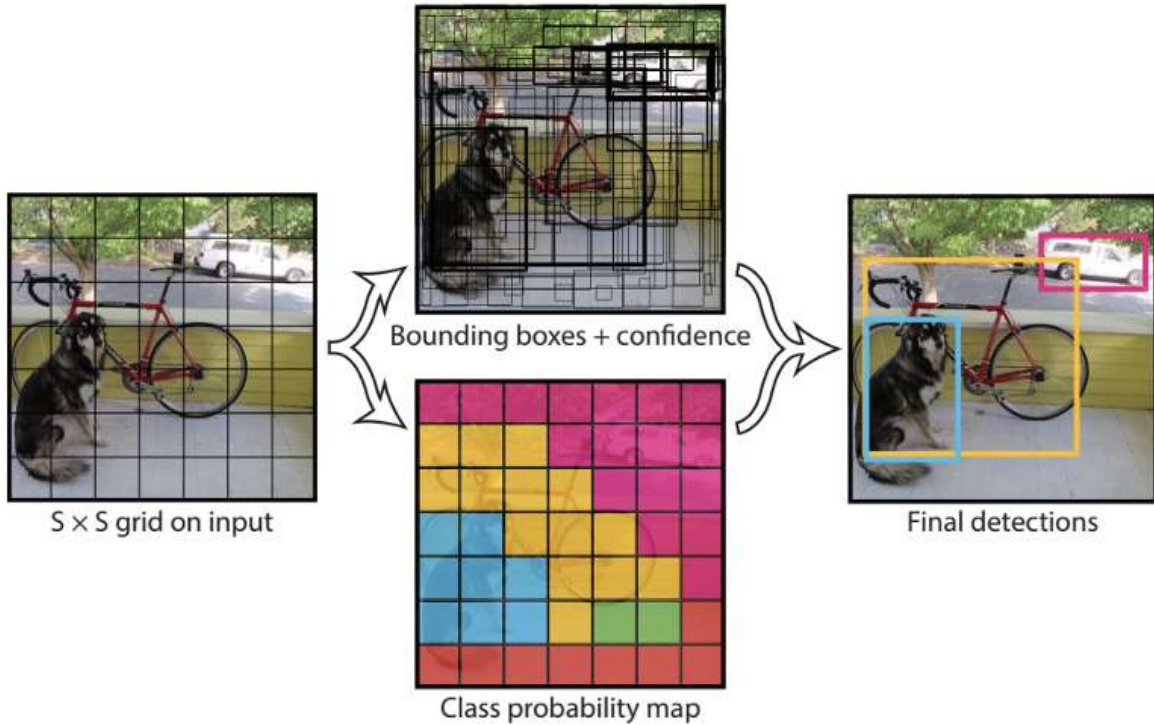 Bounding boxes + confidence
S × S grid on input
Final detections
Class probability map